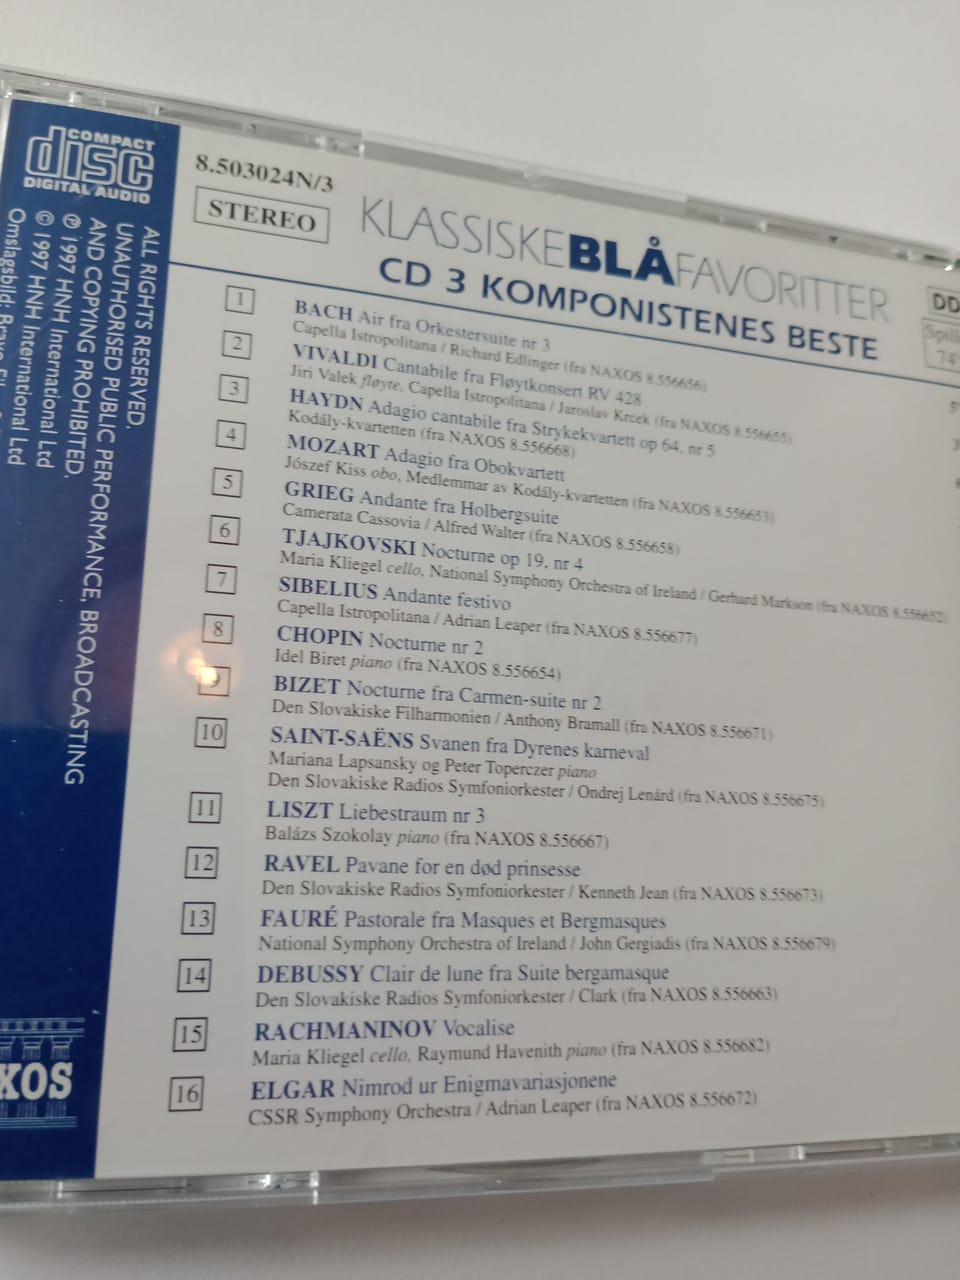 COMPACT
disc
DIGITAL AUDIO
ALL RIGHTS RESERVED.
UNAUTHORISED PUBLIC PERFORMANCE, BROADCASTING
AND COPYING PROHIBITED.
℗ 1997 HNH International Ltd
© 1997 HNH International Ltd
Omslagsbild:
8.503024N/3
STEREO
KLASSISKEBLÅFAVORITTER
CD 3 KOMPONISTENES BESTE
DD
74'
1 BACH Air fra Orkestersuite nr 3
Capella Istropolitana / Richard Edlinger (fra NAXOS 8.556656)
2 VIVALDI Cantabile fra Fløytkonsert RV 428
Jiri Valek fløyte, Capella Istropolitana / Jaroslav Krcek (fra NAXOS 8.556655)
3 HAYDN Adagio cantabile fra Strykekvartett op 64, nr 5
Kodály-kvartetten (fra NAXOS 8.556668)
4 MOZART Adagio fra Obokvartett
Jószef Kiss obo, Medlemmar av Kodály-kvartetten (fra NAXOS 8.556653)
5 GRIEG Andante fra Holbergsuite
Camerata Cassovia / Alfred Walter (fra NAXOS 8.556658)
6 TJAJKOVSKI Nocturne op 19, nr 4
Maria Kliegel cello, National Symphony Orchestra of Ireland / Gerhard Markson (fra NAXOS 8.556652)
7 SIBELIUS Andante festivo
Capella Istropolitana / Adrian Leaper (fra NAXOS 8.556677)
8 CHOPIN Nocturne nr 2
Idel Biret piano (fra NAXOS 8.556654)
9 BIZET Nocturne fra Carmen-suite nr 2
Den Slovakiske Filharmonien / Anthony Bramall (fra NAXOS 8.556671)
10 SAINT-SAËNS Svanen fra Dyrenes karneval
Mariana Lapsansky og Peter Toperczer piano
Den Slovakiske Radios Symfoniorkester / Ondrej Lenárd (fra NAXOS 8.556675)
11 LISZT Liebestraum nr 3
Balázs Szokolay piano (fra NAXOS 8.556667)
12 RAVEL Pavane for en død prinsesse
Den Slovakiske Radios Symfoniorkester / Kenneth Jean (fra NAXOS 8.556673)
13 FAURÉ Pastorale fra Masques et Bergmasques
National Symphony Orchestra of Ireland / John Gergiadis (fra NAXOS 8.556679)
14 DEBUSSY Clair de lune fra Suite bergamasque
Den Slovakiske Radios Symfoniorkester / Clark (fra NAXOS 8.556663)
15 RACHMANINOV Vocalise
Maria Kliegel cello, Raymund Havenith piano (fra NAXOS 8.556682)
16 ELGAR Nimrod ur Enigmavariasjonene
CSSR Symphony Orchestra / Adrian Leaper (fra NAXOS 8.556672)
XOS